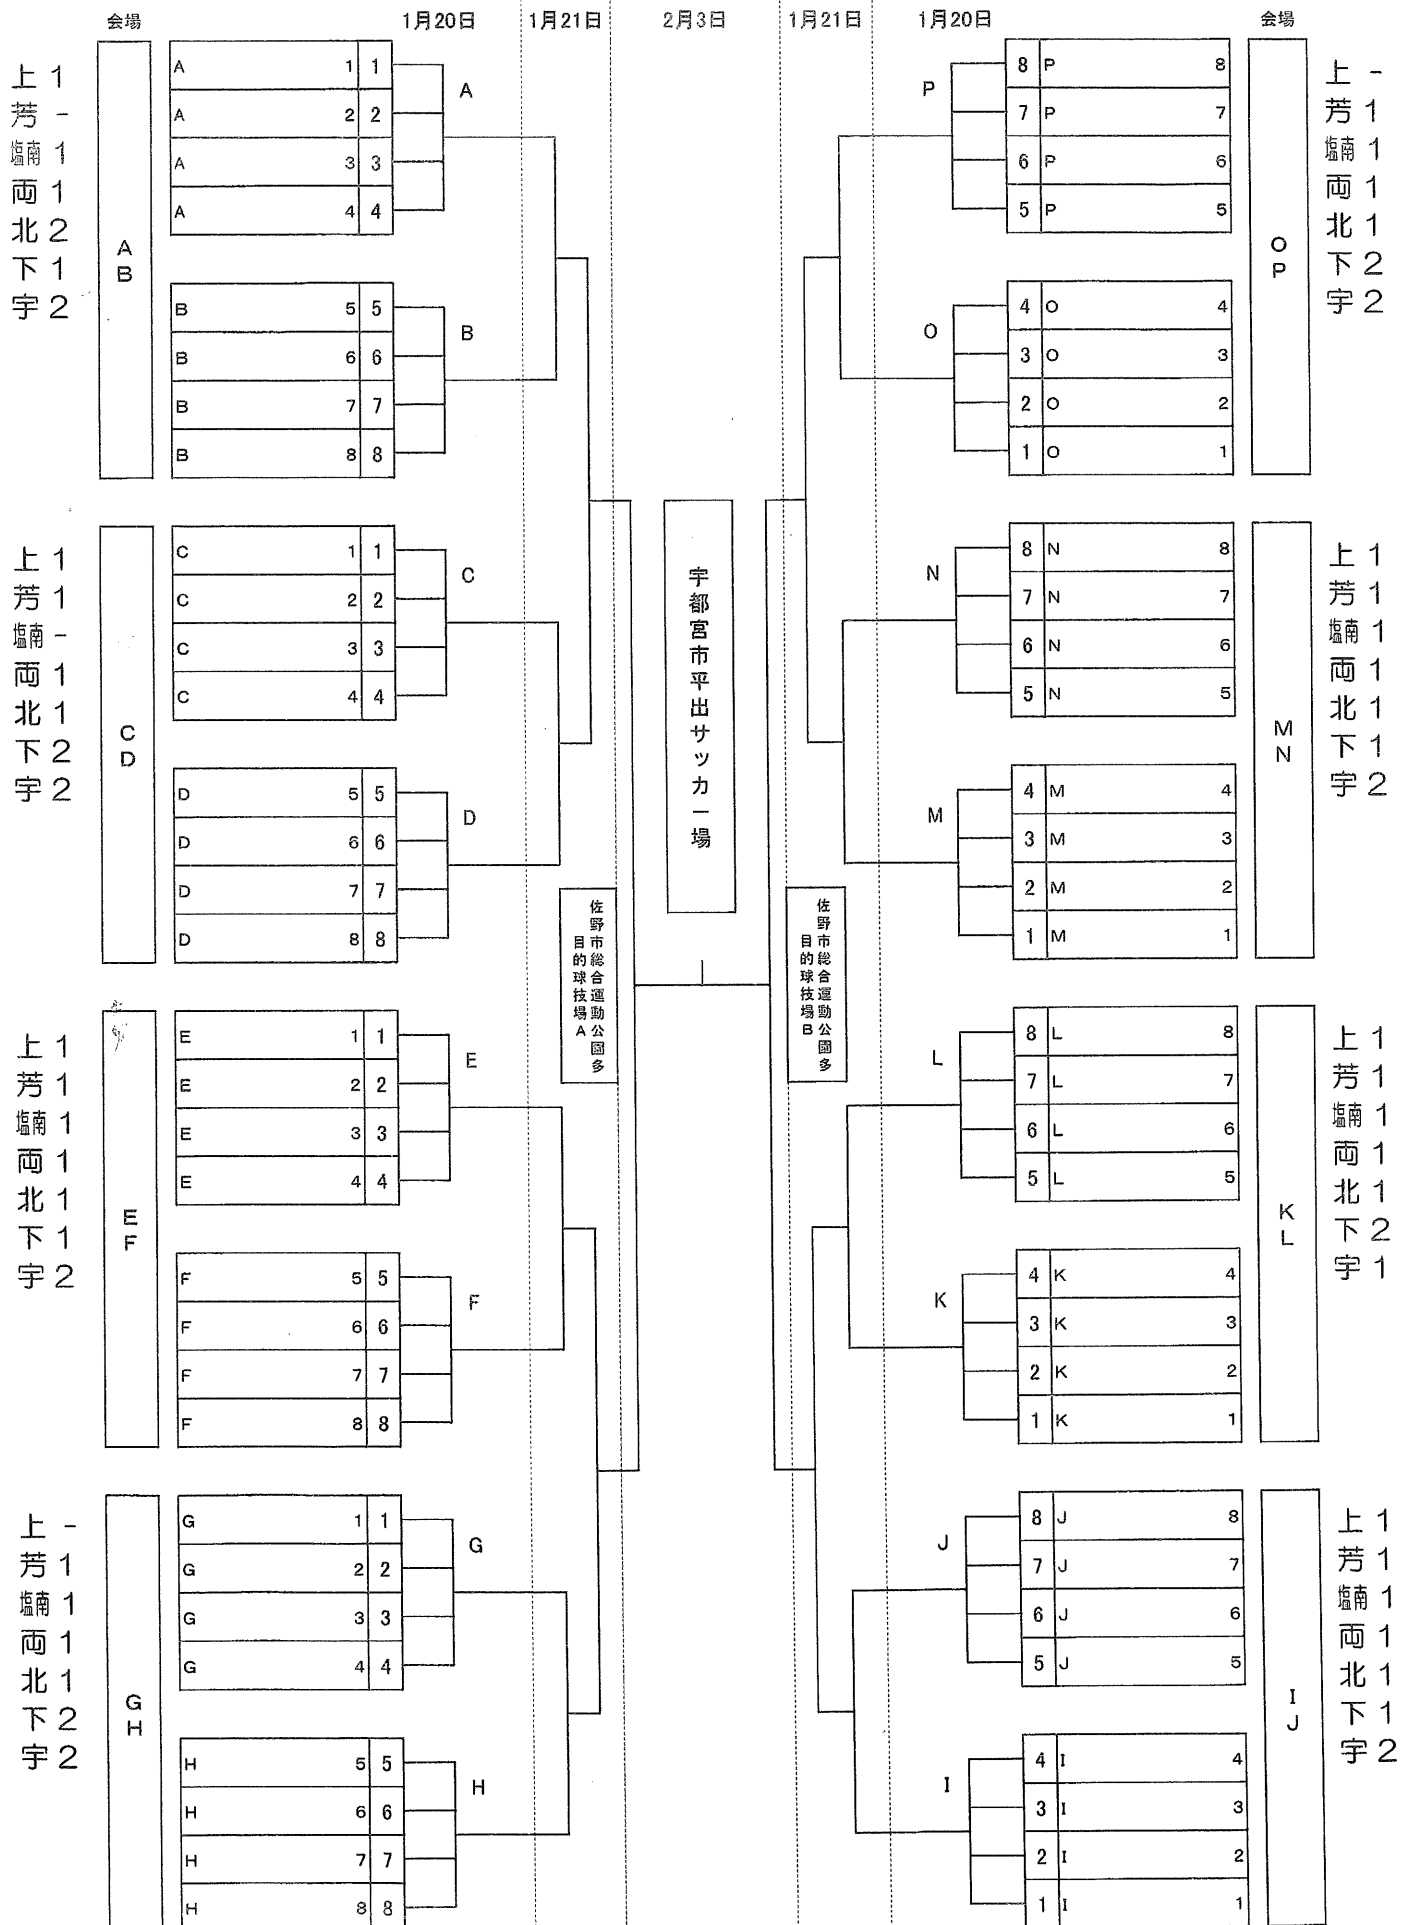 会場 1月20日 1月21日 2月3日 1月21日 1月20日 会場
上 1
芳 -
塩南 1
両 1
北 2
下 1
宇 2
A B
A 1 1
A 2 2
A 3 3
A 4 4
A
B 5 5
B 6 6
B 7 7
B 8 8
B
上 1
芳 1
塩南 -
両 1
北 1
下 2
宇 2
C D
C 1 1
C 2 2
C 3 3
C 4 4
C
D 5 5
D 6 6
D 7 7
D 8 8
D
上 1
芳 1
塩南 1
両 1
北 1
下 1
宇 2
E F
E 1 1
E 2 2
E 3 3
E 4 4
E
F 5 5
F 6 6
F 7 7
F 8 8
F
上 -
芳 1
塩南 1
両 1
北 1
下 2
宇 2
G H
G 1 1
G 2 2
G 3 3
G 4 4
G
H 5 5
H 6 6
H 7 7
H 8 8
H
佐野市総合運動公園多
目的球技場A
宇都宮市平出サッカー場
佐野市総合運動公園多
目的球技場B
P
8 P 8
7 P 7
6 P 6
5 P 5
O
4 O 4
3 O 3
2 O 2
1 O 1
O P
上 -
芳 1
塩南 1
両 1
北 1
下 2
宇 2
N
8 N 8
7 N 7
6 N 6
5 N 5
M
4 M 4
3 M 3
2 M 2
1 M 1
M N
上 1
芳 1
塩南 1
両 1
北 1
下 1
宇 2
L
8 L 8
7 L 7
6 L 6
5 L 5
K
4 K 4
3 K 3
2 K 2
1 K 1
K L
上 1
芳 1
塩南 1
両 1
北 1
下 2
宇 1
J
8 J 8
7 J 7
6 J 6
5 J 5
I
4 I 4
3 I 3
2 I 2
1 I 1
I J
上 1
芳 1
塩南 1
両 1
北 1
下 1
宇 2